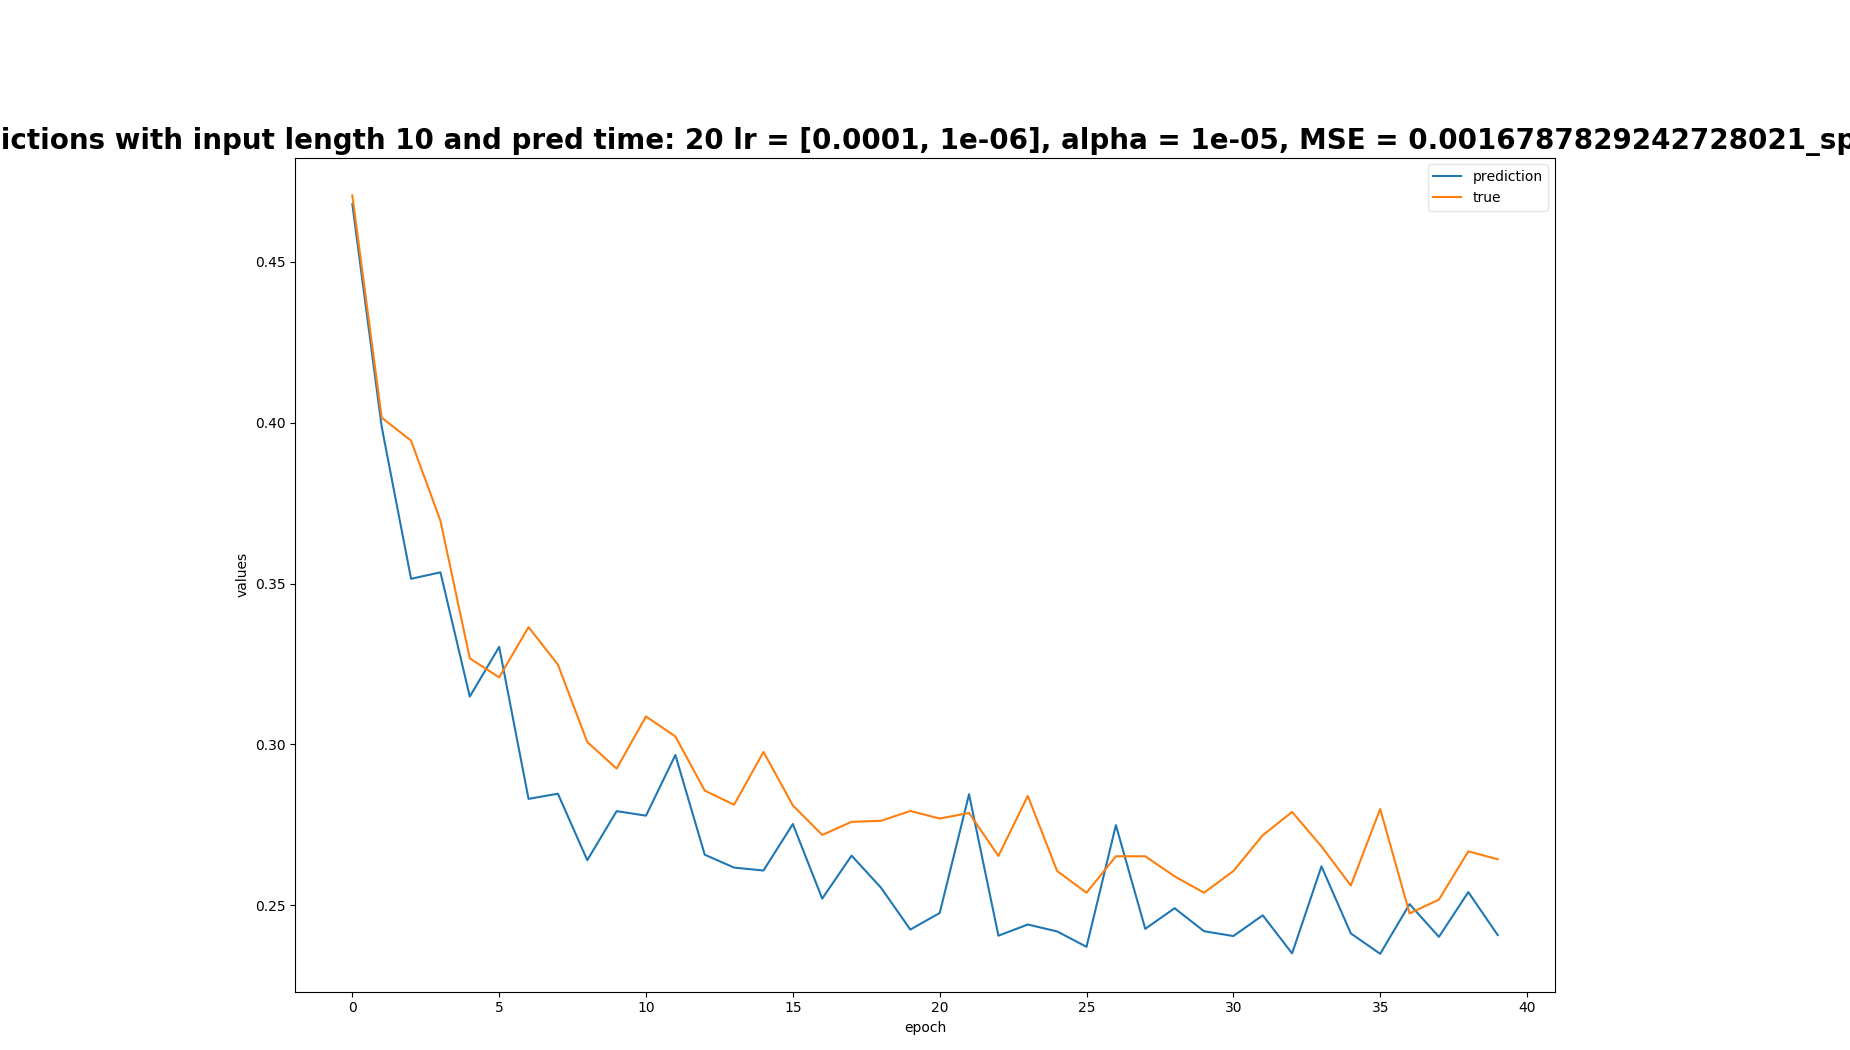 ictions with input length 10 and pred time: 20 lr = [0.0001, 1e-06], alpha = 1e-05, MSE = 0.0016787829242728021_sp
prediction
true
0.45
0.40
0.35
0.30
0.25
values
0 5 10 15 20 25 30 35 40
epoch